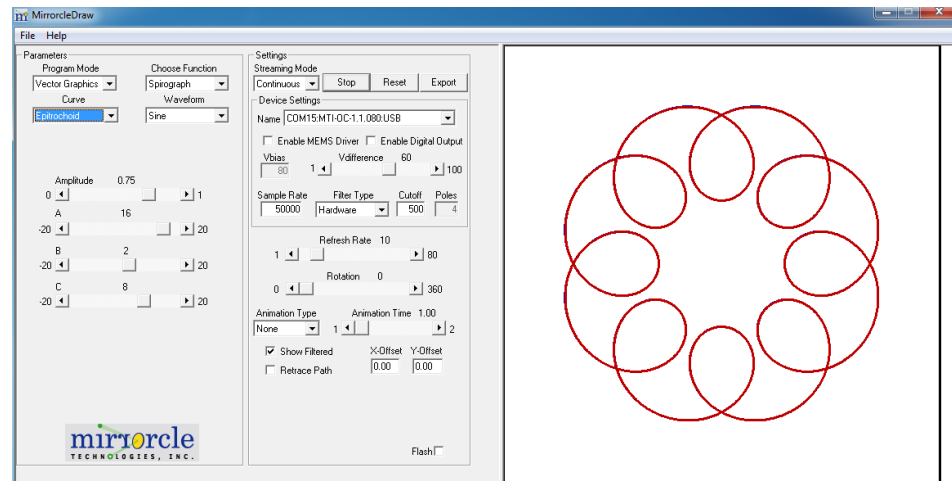 MirrorcleDraw
File Help
Parameters
Program Mode Choose Function
Vector Graphics Spirograph
Curve Waveform
Epitrochoid Sine
Amplitude 0.75
0 1
A 16
-20 20
B 2
-20 20
C 8
-20 20
mirrorcle
TECHNOLOGIES, INC.
Settings
Streaming Mode
Continuous Stop Reset Export
Device Settings
Name COM15:MTI-OC-1.1.080:USB
Enable MEMS Driver Enable Digital Output
Vbias Vdifference 60
80 1 100
Sample Rate Filter Type Cutoff Poles
50000 Hardware 500 4
Refresh Rate 10
1 80
Rotation 0
0 360
Animation Type Animation Time 1.00
None 1 2
Show Filtered X-Offset Y-Offset
Retrace Path 0.00 0.00
Flash